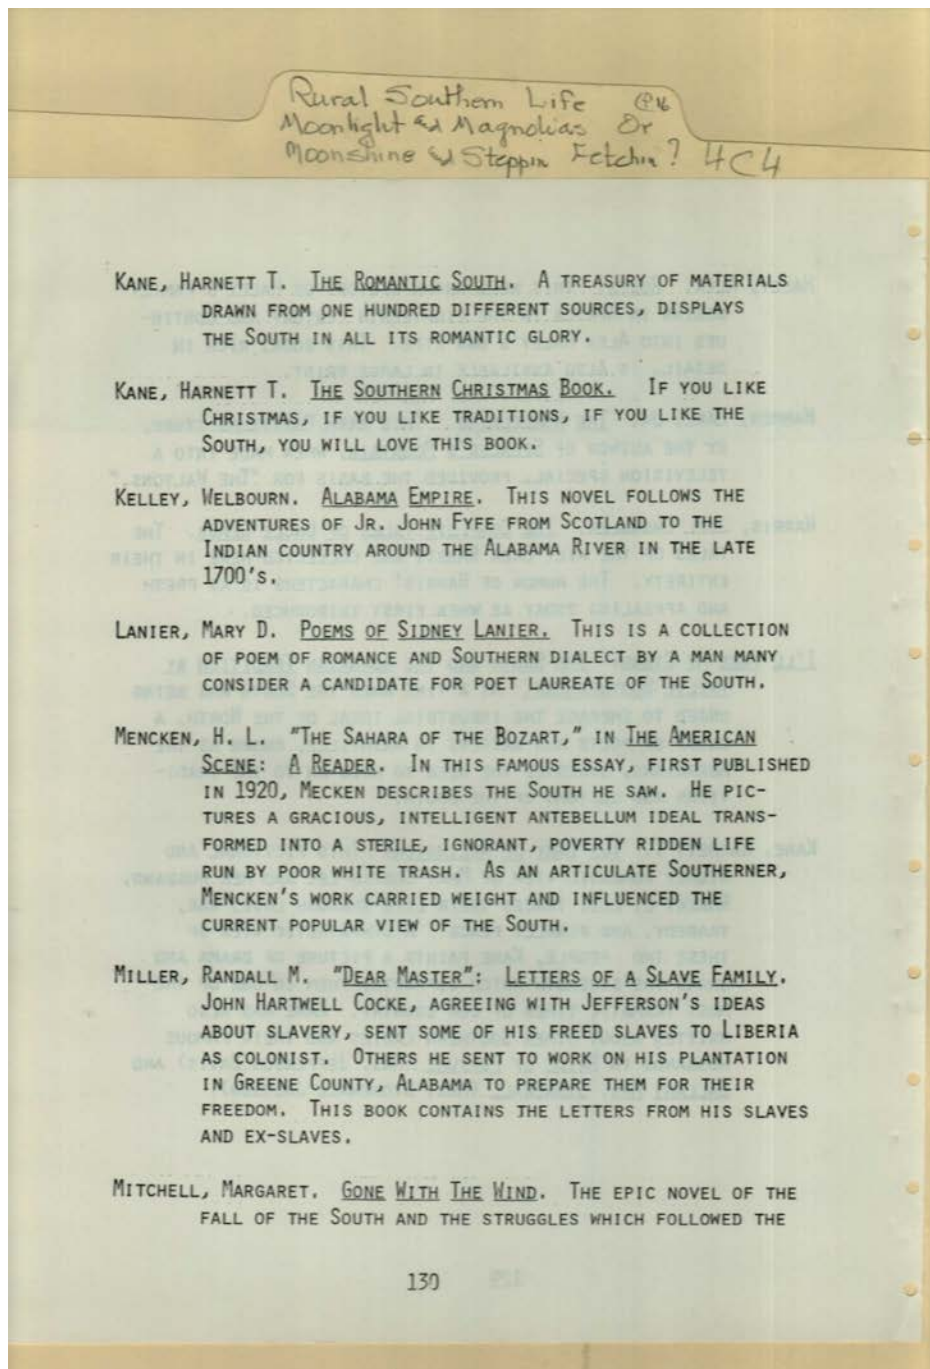 Rural Southern Life
Moonlight and Magnolias Or
Moonshine and Steppin Fetchin? 4C4
KANE, HARNETT T. THE ROMANTIC SOUTH. A TREASURY OF MATERIALS
DRAWN FROM ONE HUNDRED DIFFERENT SOURCES, DISPLAYS
THE SOUTH IN ALL ITS ROMANTIC GLORY.
KANE, HARNETT T. THE SOUTHERN CHRISTMAS BOOK. IF YOU LIKE
CHRISTMAS, IF YOU LIKE TRADITIONS, IF YOU LIKE THE
SOUTH, YOU WILL LOVE THIS BOOK.
KELLEY, WELBOURN. ALABAMA EMPIRE. THIS NOVEL FOLLOWS THE
ADVENTURES OF JR. JOHN FYFE FROM SCOTLAND TO THE
INDIAN COUNTRY AROUND THE ALABAMA RIVER IN THE LATE
1700'S.
LANIER, MARY D. POEMS OF SIDNEY LANIER. THIS IS A COLLECTION
OF POEM OF ROMANCE AND SOUTHERN DIALECT BY A MAN MANY
CONSIDER A CANDIDATE FOR POET LAUREATE OF THE SOUTH.
MENCKEN, H. L. "THE SAHARA OF THE BOZART," IN THE AMERICAN
SCENE: A READER. IN THIS FAMOUS ESSAY, FIRST PUBLISHED
IN 1920, MECKEN DESCRIBES THE SOUTH HE SAW. HE PIC-
TURES A GRACIOUS, INTELLIGENT ANTEBELLUM IDEAL TRANS-
FORMED INTO A STERILE, IGNORANT, POVERTY RIDDEN LIFE
RUN BY POOR WHITE TRASH. AS AN ARTICULATE SOUTHERNER,
MENCKEN'S WORK CARRIED WEIGHT AND INFLUENCED THE
CURRENT POPULAR VIEW OF THE SOUTH.
MILLER, RANDALL M. "DEAR MASTER": LETTERS OF A SLAVE FAMILY.
JOHN HARTWELL COCKE, AGREEING WITH JEFFERSON'S IDEAS
ABOUT SLAVERY, SENT SOME OF HIS FREED SLAVES TO LIBERIA
AS COLONIST. OTHERS HE SENT TO WORK ON HIS PLANTATION
IN GREENE COUNTY, ALABAMA TO PREPARE THEM FOR THEIR
FREEDOM. THIS BOOK CONTAINS THE LETTERS FROM HIS SLAVES
AND EX-SLAVES.
MITCHELL, MARGARET. GONE WITH THE WIND. THE EPIC NOVEL OF THE
FALL OF THE SOUTH AND THE STRUGGLES WHICH FOLLOWED THE
130